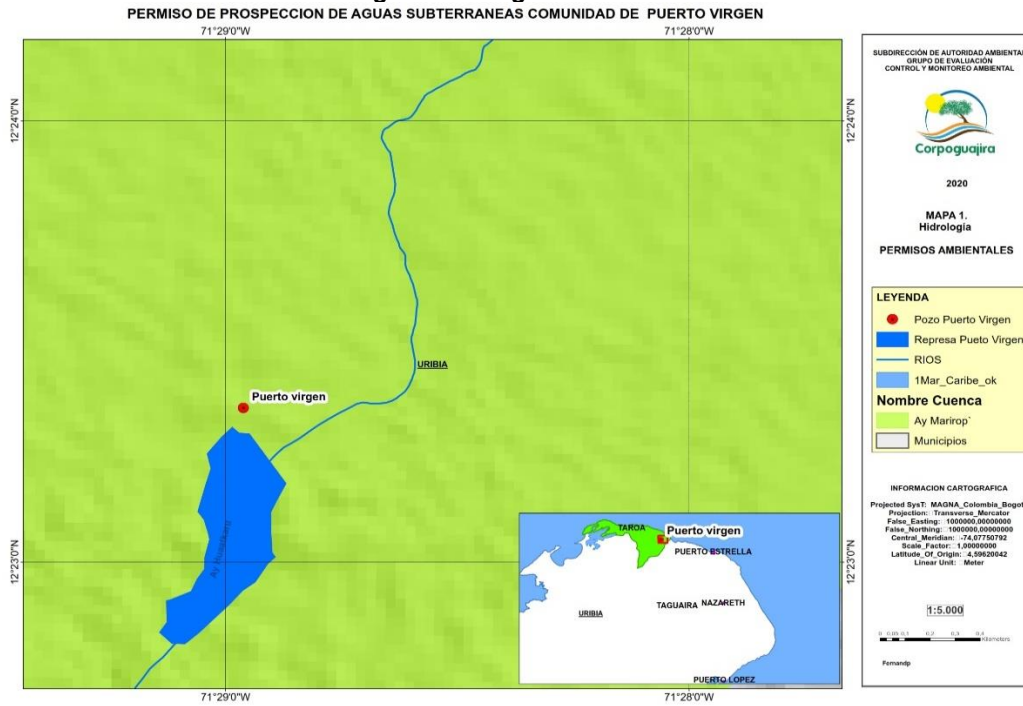 PERMISO DE PROSPECCION DE AGUAS SUBTERRANEAS COMUNIDAD DE PUERTO VIRGEN
71°29'0"W
71°28'0"W
12°24'0"N
12°24'0"N
URIBIA
Puerto virgen
12°23'0"N
12°23'0"N
TAROA
Puerto virgen
PUERTO ESTRELLA
TAGUAIRA
NAZARETH
URIBIA
PUERTO LOPEZ
71°29'0"W
71°28'0"W
SUBDIRECCIÓN DE AUTORIDAD AMBIENTAL
GRUPO DE EVALUACIÓN
CONTROL Y MONITOREO AMBIENTAL
Corpoguajira
2020
MAPA 1.
Hidrología
PERMISOS AMBIENTALES
LEYENDA
Pozo Puerto Virgen
Represa Pueto Virgen
RIOS
1Mar_Caribe_ok
Nombre Cuenca
Ay Marirop`
Municipios
INFORMACION CARTOGRAFICA
Projected SysT: MAGNA_Colombia_Bogot
Projection: Transverse_Mercator
False_Easting: 1000000,00000000
False_Northing: 1000000,00000000
Central_Meridian: -74,07750792
Scale_Factor: 1,00000000
Latitude_Of_Origin: 4,59620042
Linear Unit: Meter
1:5.000
Kilometers
Fernandp